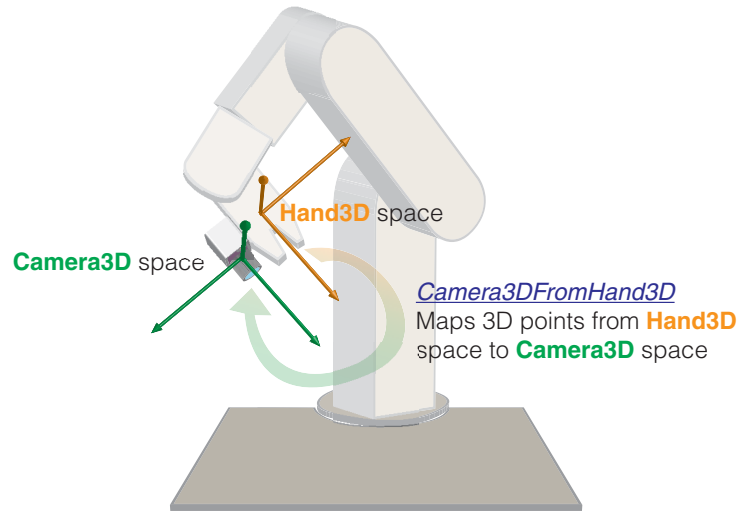 Hand3D space
Camera3D space
Camera3DFromHand3D
Maps 3D points from Hand3D
space to Camera3D space